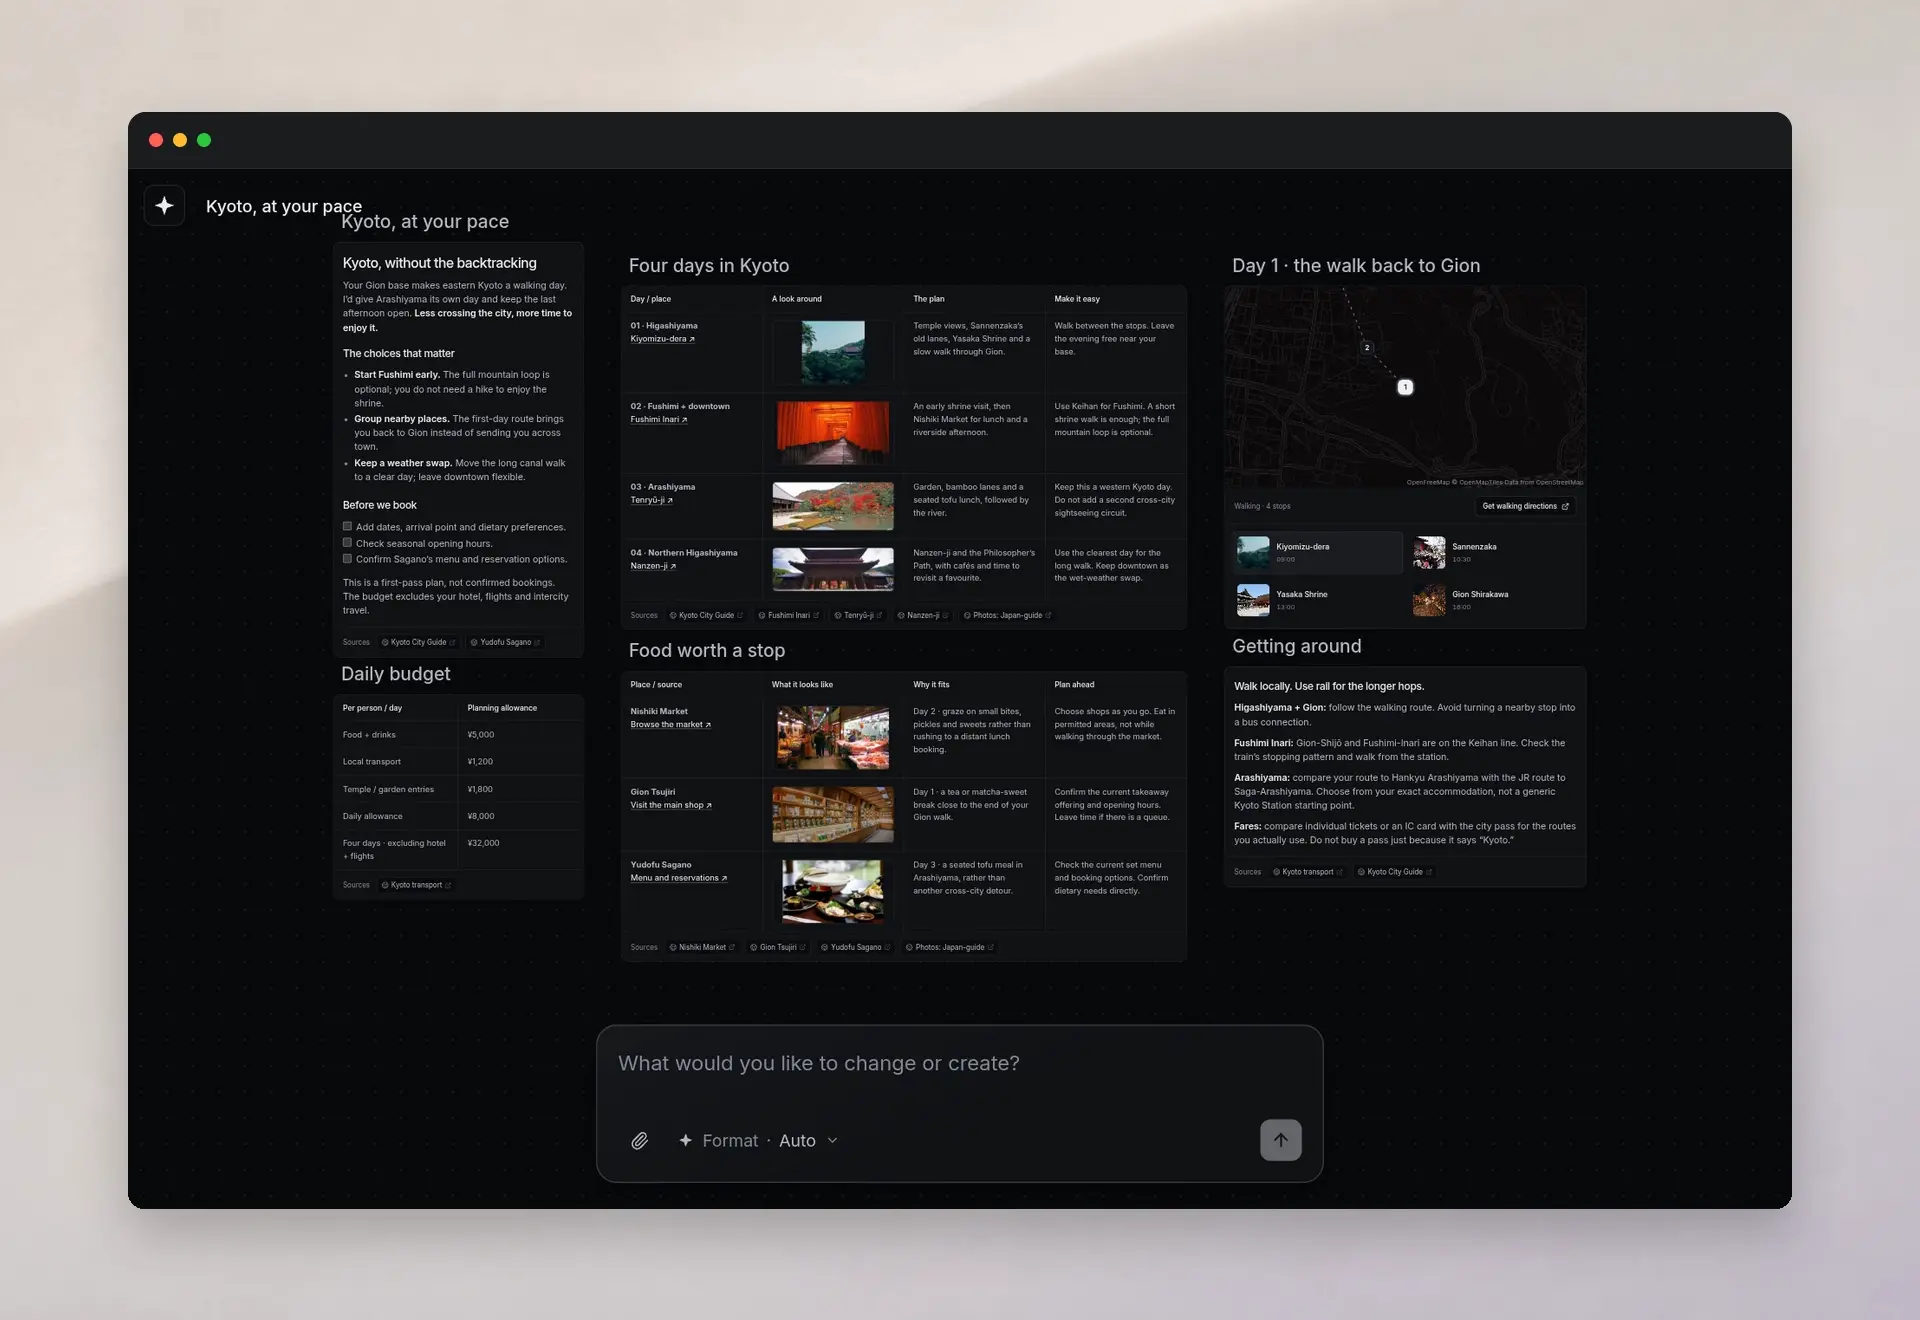 Kyoto, at your pace
Kyoto, at your pace
Kyoto, without the backtracking
Your Gion base makes eastern Kyoto a walking day.
I'd give Arashiyama its own day and keep the last
afternoon open. Less crossing the city, more time to
enjoy it.
The choices that matter
• Start Fushimi early. The full mountain loop is
optional; you do not need a hike to enjoy the
shrine.
• Group nearby places. The first-day route brings
you back to Gion instead of sending you across
town.
• Keep a weather swap. Move the long canal walk
to a clear day; leave downtown flexible.
Before we book
Add dates, arrival point and dietary preferences.
Check seasonal opening hours.
Confirm Sagano's menu and reservation options.
This is a first-pass plan, not confirmed bookings.
The budget excludes your hotel, flights and intercity
travel.
Sources Kyoto City Guide Yudofu Sagano
Daily budget
Per person / day Planning allowance
Food + drinks ¥5,000
Local transport ¥1,200
Temple / garden entries ¥1,800
Daily allowance ¥8,000
Four days · excluding hotel ¥32,000
+ flights
Sources Kyoto transport
Four days in Kyoto
Day / place A look around The plan Make it easy
01 · Higashiyama
Kiyomizu-dera ↗
Temple views, Sannenzaka's
old lanes, Yasaka Shrine and a
slow walk through Gion.
Walk between the stops. Leave
the evening free near your
base.
02 · Fushimi + downtown
Fushimi Inari ↗
An early shrine visit, then
Nishiki Market for lunch and a
riverside afternoon.
Use Keihan for Fushimi. A short
shrine walk is enough; the full
mountain loop is optional.
03 · Arashiyama
Tenryū-ji ↗
Garden, bamboo lanes and a
seated tofu lunch, followed by
the river.
Keep this a western Kyoto day.
Do not add a second cross-city
sightseeing circuit.
04 · Northern Higashiyama
Nanzen-ji ↗
Nanzen-ji and the Philosopher's
Path, with cafés and time to
revisit a favourite.
Use the clearest day for the
long walk. Keep downtown as
the wet-weather swap.
Sources Kyoto City Guide Fushimi Inari Tenryū-ji Nanzen-ji Photos: Japan-guide
Food worth a stop
Place / source What it looks like Why it fits Plan ahead
Nishiki Market
Browse the market ↗
Day 2 · graze on small bites,
pickles and sweets rather than
rushing to a distant lunch
booking.
Choose shops as you go. Eat in
permitted areas, not while
walking through the market.
Gion Tsujiri
Visit the main shop ↗
Day 1 · a tea or matcha-sweet
break close to the end of your
Gion walk.
Confirm the current takeaway
offering and opening hours.
Leave time if there is a queue.
Yudofu Sagano
Menu and reservations ↗
Day 3 · a seated tofu meal in
Arashiyama, rather than
another cross-city detour.
Check the current set menu
and booking options. Confirm
dietary needs directly.
Sources Nishiki Market Gion Tsujiri Yudofu Sagano Photos: Japan-guide
Day 1 · the walk back to Gion
2
1
OpenFreeMap © OpenMapTiles Data from OpenStreetMap
Walking · 4 stops Get walking directions
Kiyomizu-dera
09:00
Sannenzaka
10:30
Yasaka Shrine
13:00
Gion Shirakawa
16:00
Getting around
Walk locally. Use rail for the longer hops.
Higashiyama + Gion: follow the walking route. Avoid turning a nearby stop into
a bus connection.
Fushimi Inari: Gion-Shijō and Fushimi-Inari are on the Keihan line. Check the
train's stopping pattern and walk from the station.
Arashiyama: compare your route to Hankyu Arashiyama with the JR route to
Saga-Arashiyama. Choose from your exact accommodation, not a generic
Kyoto Station starting point.
Fares: compare individual tickets or an IC card with the city pass for the routes
you actually use. Do not buy a pass just because it says “Kyoto.”
Sources Kyoto transport Kyoto City Guide
What would you like to change or create?
Format · Auto